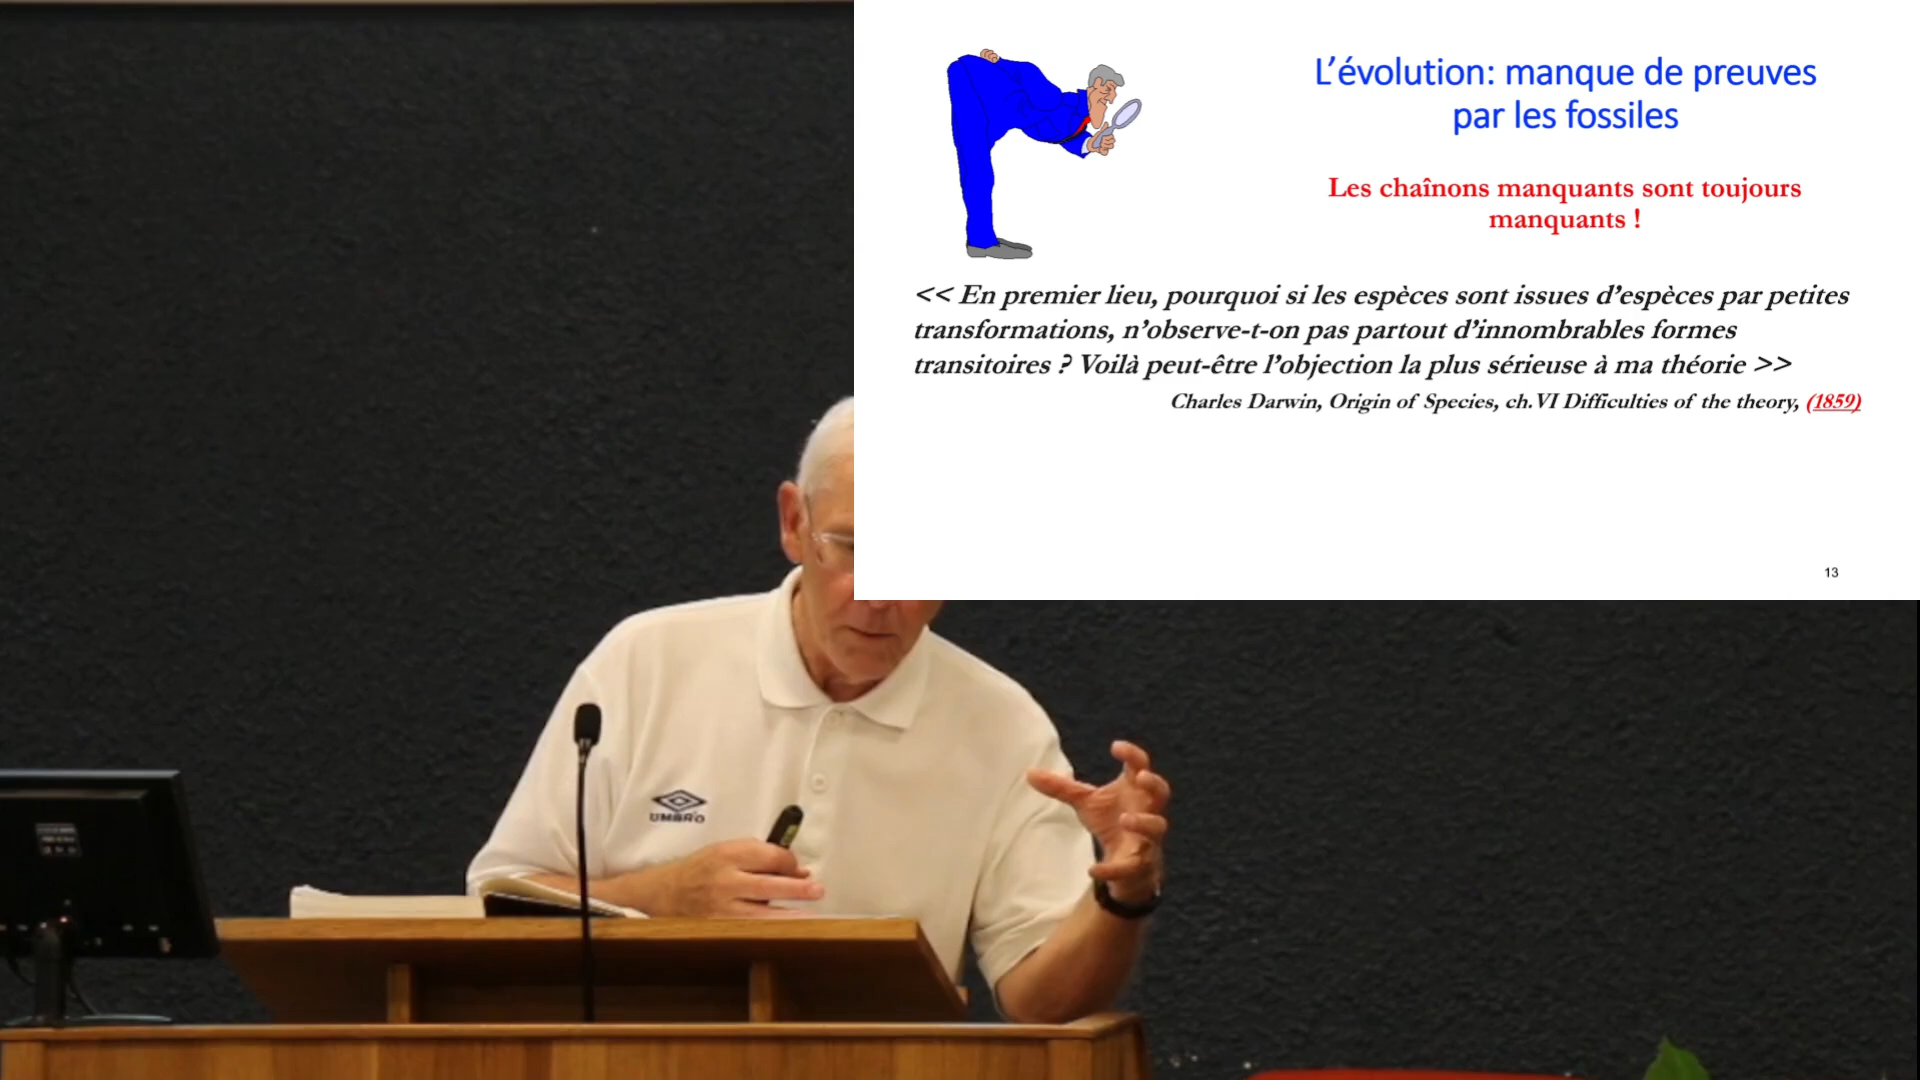 L'évolution: manque de preuves
par les fossiles
Les chaînons manquants sont toujours
manquants !
<< En premier lieu, pourquoi si les espèces sont issues d'espèces par petites
transformations, n'observe-t-on pas partout d'innombrables formes
transitoires ? Voilà peut-être l'objection la plus sérieuse à ma théorie >>
Charles Darwin, Origin of Species, ch.VI Difficulties of the theory, (1859)
13
UMBRO